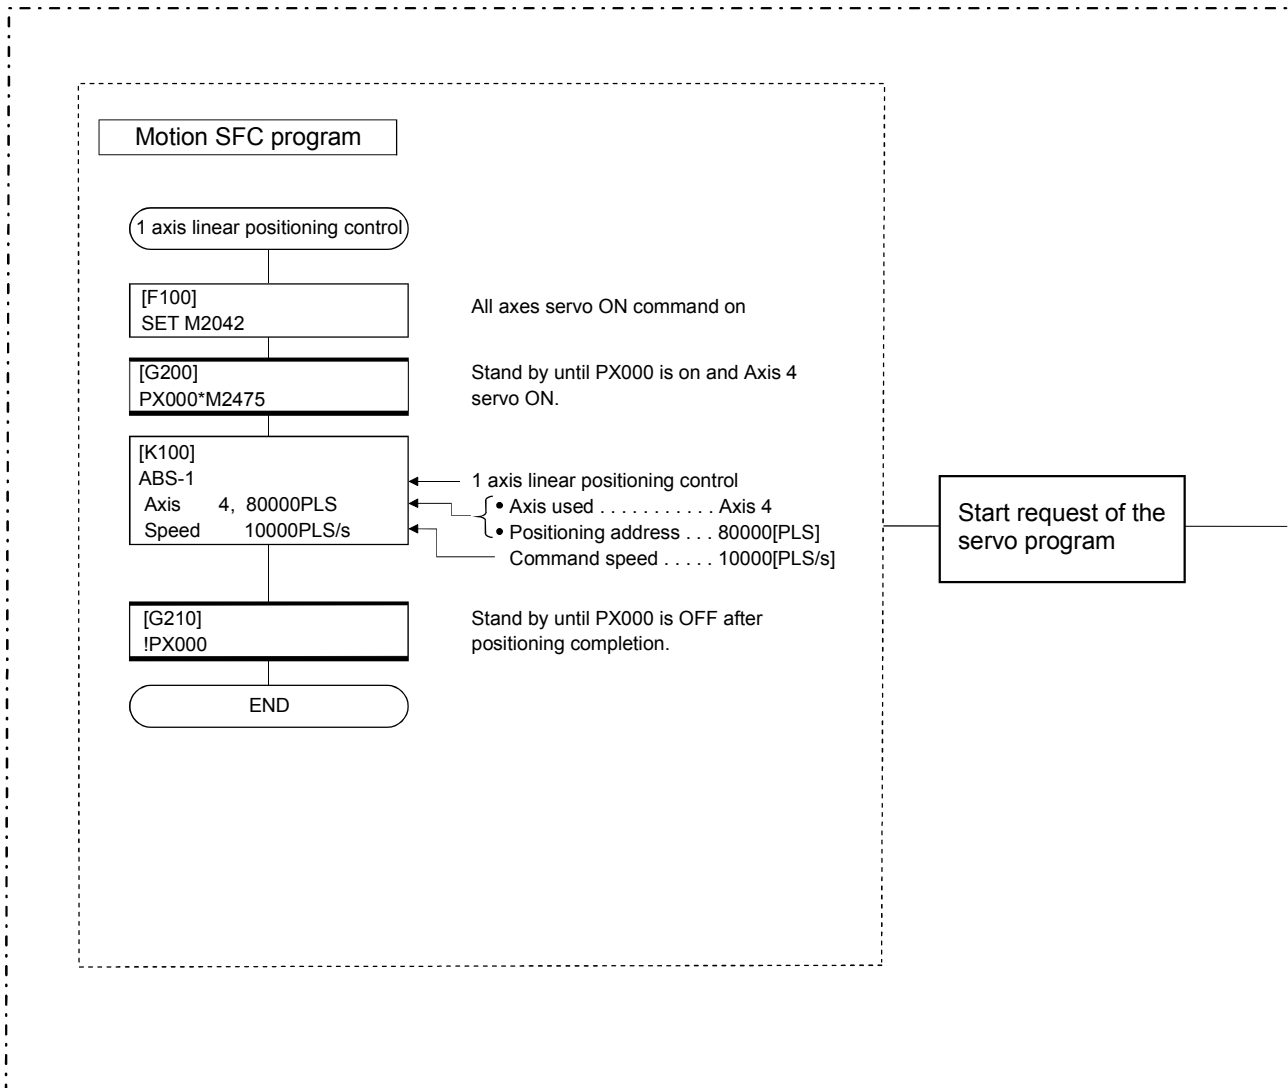 Motion SFC program
1 axis linear positioning control
[F100]
SET M2042
All axes servo ON command on
[G200]
PX000*M2475
Stand by until PX000 is on and Axis 4
servo ON.
[K100]
ABS-1
Axis 4, 80000PLS
Speed 10000PLS/s
1 axis linear positioning control
• Axis used . . . . . . . . . . . Axis 4
• Positioning address . . . 80000[PLS]
Command speed . . . . . 10000[PLS/s]
[G210]
!PX000
Stand by until PX000 is OFF after
positioning completion.
END
Start request of the
servo program